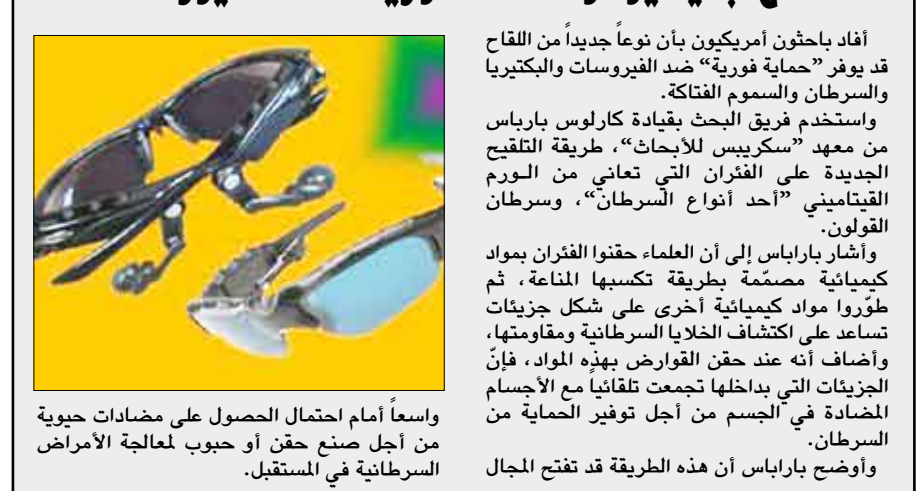 أفاد باحثون أمريكيون بأن نوعاً جديداً من اللقاح
قد يوفر ”حماية فورية“ ضد الفيروسات والبكتيريا
والسرطان والسموم الفتاكة.
واستخدم فريق البحث بقيادة كارلوس بارباس
من معهد ”سكريبس للأبحاث“، طريقة التلقيح
الجديدة على الفئران التي تعاني من الـورم
القيتاميني ”أحد أنواع السرطان“، وسرطان
القولون.
وأشار باراباس إلى أن العلماء حقنوا الفئران بمواد
كيميائية مصمّمة بطريقة تكسبها المناعة، ثم
طوّروا مواد كيميائية أخرى على شكل جزيئات
تساعد على اكتشاف الخلايا السرطانية ومقاومتها،
وأضاف أنه عند حقن القوارض بهذه المواد، فإنّ
الجزيئات التي بداخلها تجمعت تلقائياً مع الأجسام
المضادة في الجسم من أجل توفير الحماية من
السرطان.
وأوضح باراباس أن هذه الطريقة قد تفتح المجال
واسعاً أمام احتمال الحصول على مضادات حيوية
من أجل صنع حقن أو حبوب لمعالجة الأمراض
السرطانية في المستقبل.